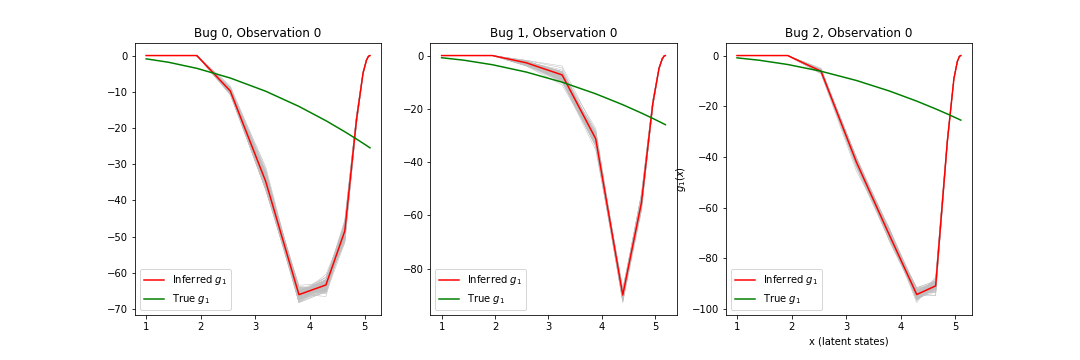 Bug 0, Observation 0
0
−10
−20
−30
−40
−50
−60
−70
1 2 3 4 5
Inferred g₁
True g₁
Bug 1, Observation 0
0
−20
−40
−60
−80
1 2 3 4 5
Inferred g₁
True g₁
Bug 2, Observation 0
g₁(x)
0
−20
−40
−60
−80
−100
1 2 3 4 5
Inferred g₁
True g₁
x (latent states)